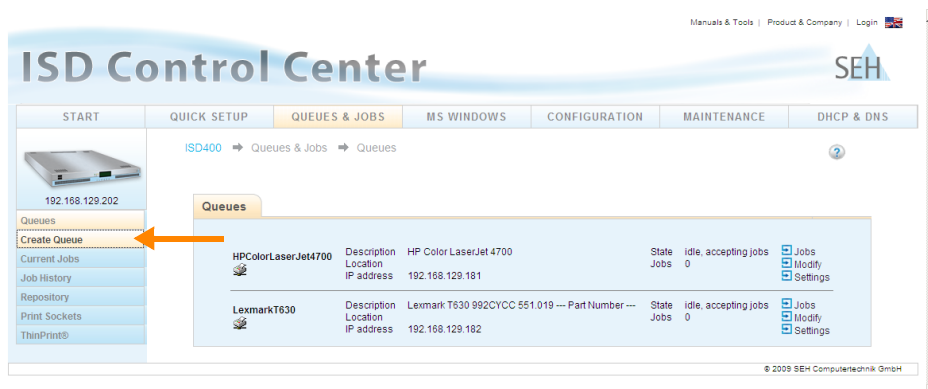 Manuals & Tools | Product & Company | Login
ISD Control Center
SEH
START QUICK SETUP QUEUES & JOBS MS WINDOWS CONFIGURATION MAINTENANCE DHCP & DNS
ISD400 ➡ Queues & Jobs ➡ Queues
?
192.168.129.202
Queues
Create Queue
Current Jobs
Job History
Repository
Print Sockets
ThinPrint®
Queues
HPColorLaserJet4700
Description HP Color LaserJet 4700
Location
IP address 192.168.129.181
State idle, accepting jobs
Jobs 0
Jobs
Modify
Settings
LexmarkT630
Description Lexmark T630 992CYCC 551.019 --- Part Number ---
Location
IP address 192.168.129.182
State idle, accepting jobs
Jobs 0
Jobs
Modify
Settings
© 2009 SEH Computertechnik GmbH